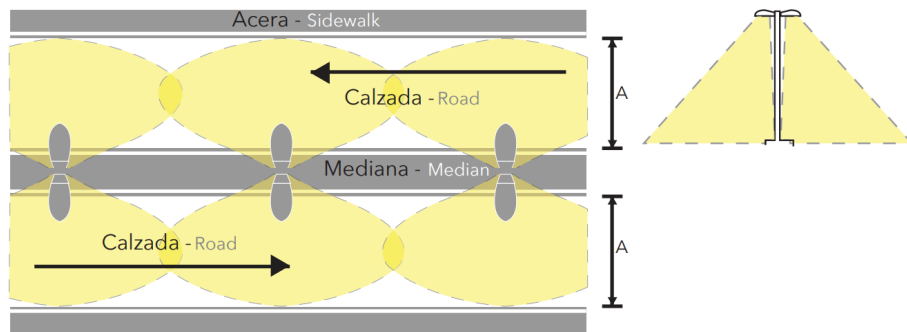 Acera - Sidewalk
Calzada - Road
A
Mediana - Median
Calzada - Road
A